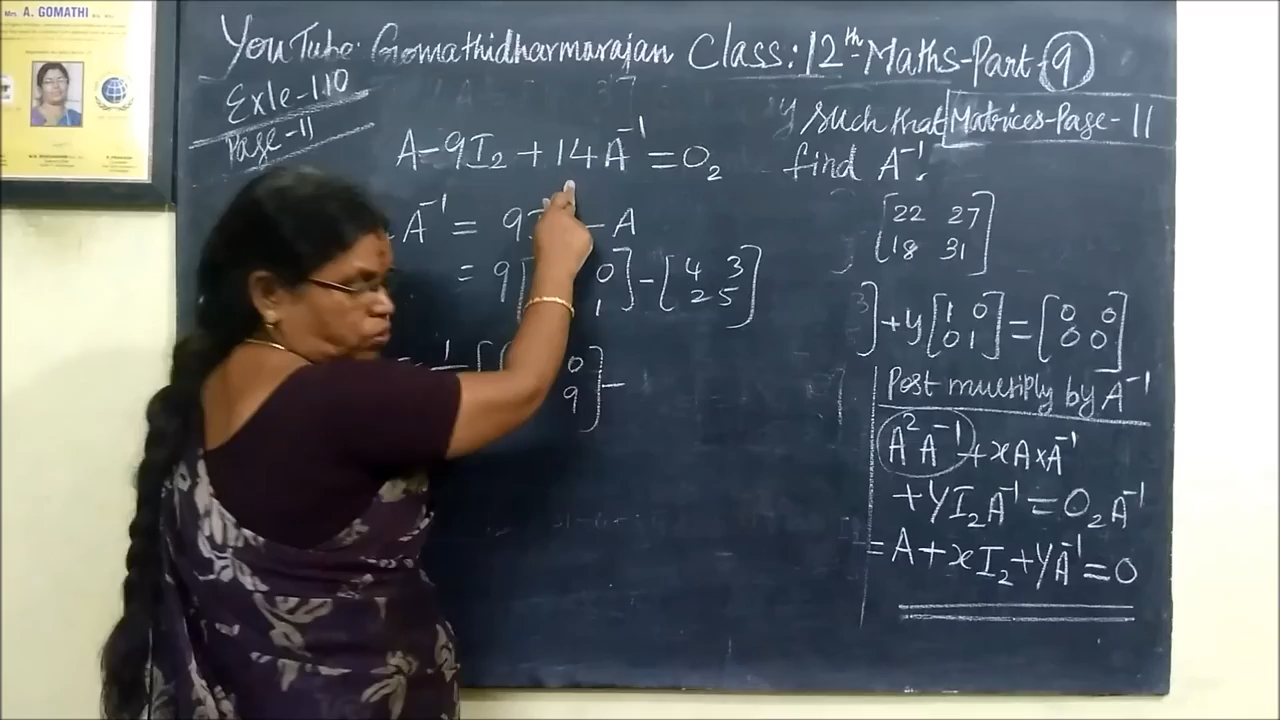 Mrs. A. GOMATHI
YouTube: Gomathidharmarajan Class: 12th-Maths-Part-9
Exle-1.10
Page-11
y such that Matrices-Page-11
find A⁻¹.
A-9I₂+14A⁻¹=O₂
A⁻¹ = 9 - A
= 9 [ 0 1 ] - [ 4 3 2 5 ]
0 9 ] -
[ 22 27
18 31 ]
3 ] +y [ 1 0 0 1 ] = [ 0 0 0 0 ]
Post multiply by A⁻¹
A²A⁻¹+xA×A⁻¹
+yI₂A⁻¹=O₂A⁻¹
=A+xI₂+yA⁻¹=0